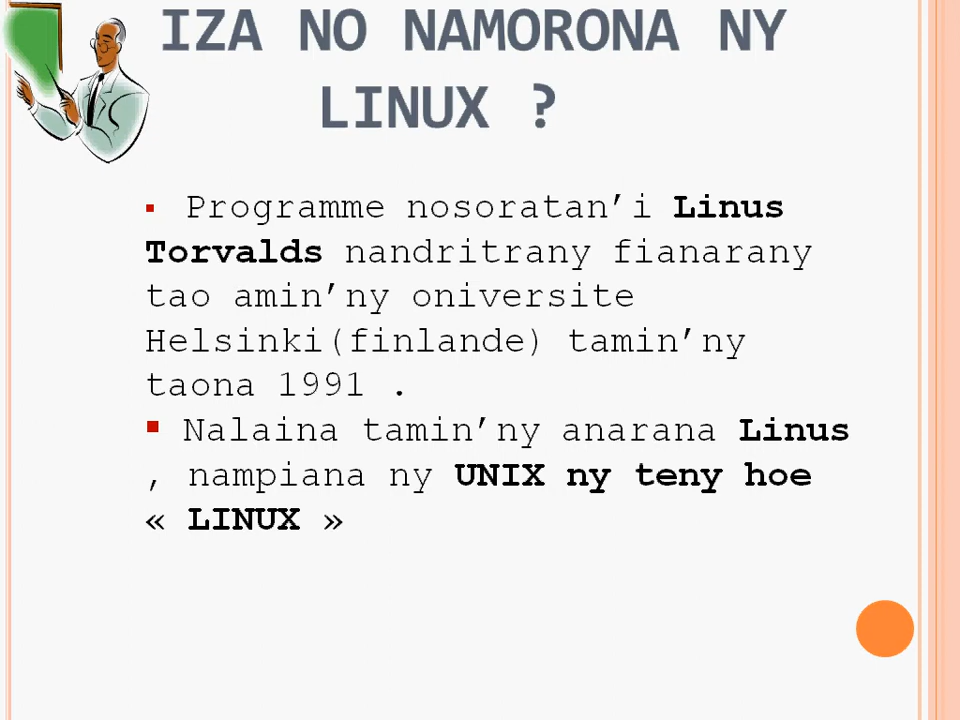 IZA NO NAMORONA NY
LINUX ?
▪ Programme nosoratan’i Linus
Torvalds nandritrany fianarany
tao amin’ny oniversite
Helsinki(finlande) tamin’ny
taona 1991 .
▪ Nalaina tamin’ny anarana Linus
, nampiana ny UNIX ny teny hoe
« LINUX »